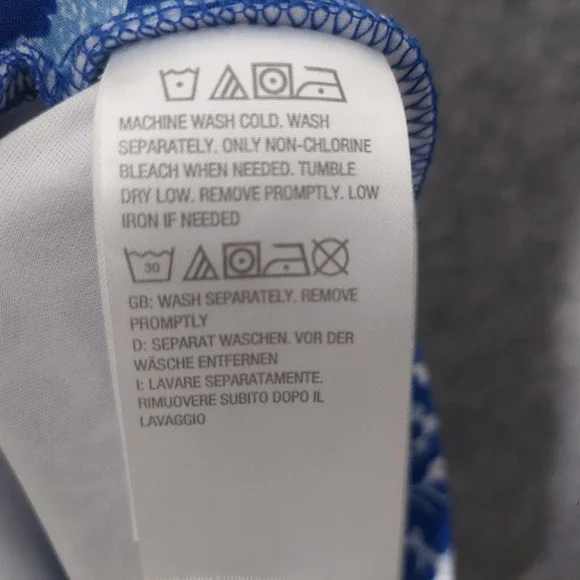 MACHINE WASH COLD. WASH
SEPARATELY. ONLY NON-CHLORINE
BLEACH WHEN NEEDED. TUMBLE
DRY LOW. REMOVE PROMPTLY. LOW
IRON IF NEEDED
30
GB: WASH SEPARATELY. REMOVE
PROMPTLY
D: SEPARAT WASCHEN. VOR DER
WÄSCHE ENTFERNEN
I: LAVARE SEPARATAMENTE.
RIMUOVERE SUBITO DOPO IL
LAVAGGIO